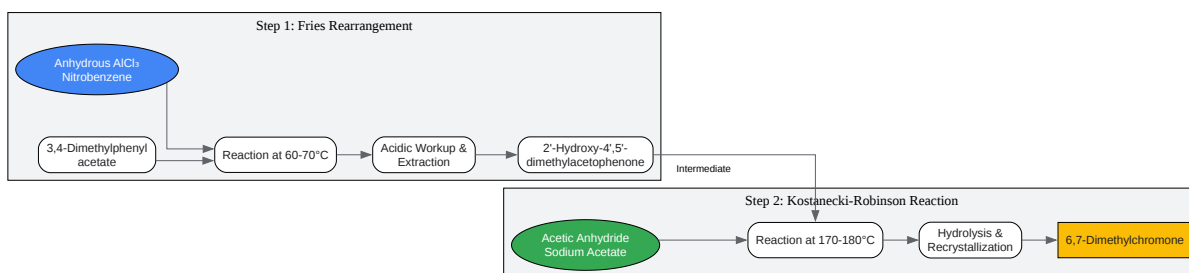 Step 1: Fries Rearrangement
Anhydrous AlCl₃
Nitrobenzene
3,4-Dimethylphenyl
acetate
Reaction at 60-70°C
Acidic Workup &
Extraction
2'-Hydroxy-4',5'-
dimethylacetophenone
Intermediate
Step 2: Kostanecki-Robinson Reaction
Acetic Anhydride
Sodium Acetate
Reaction at 170-180°C
Hydrolysis &
Recrystallization
6,7-Dimethylchromone